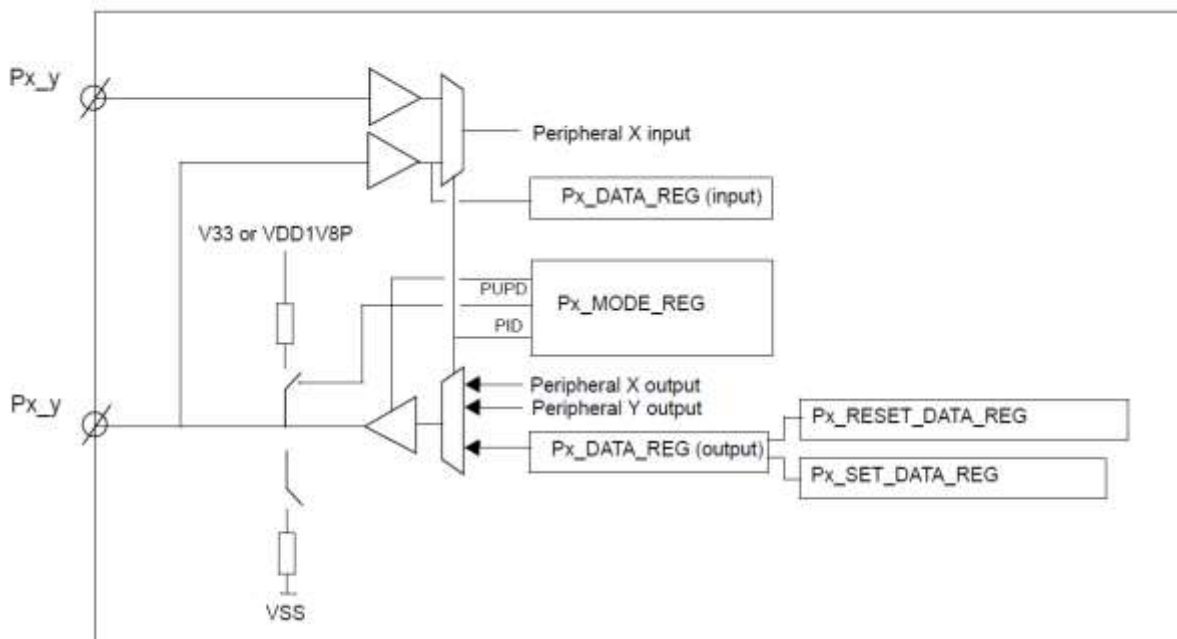 Px_y
Peripheral X input
Px_DATA_REG (input)
V33 or VDD1V8P
PUPD
Px_MODE_REG
PID
Peripheral X output
Px_y
Peripheral Y output
Px_RESET_DATA_REG
Px_DATA_REG (output)
Px_SET_DATA_REG
VSS